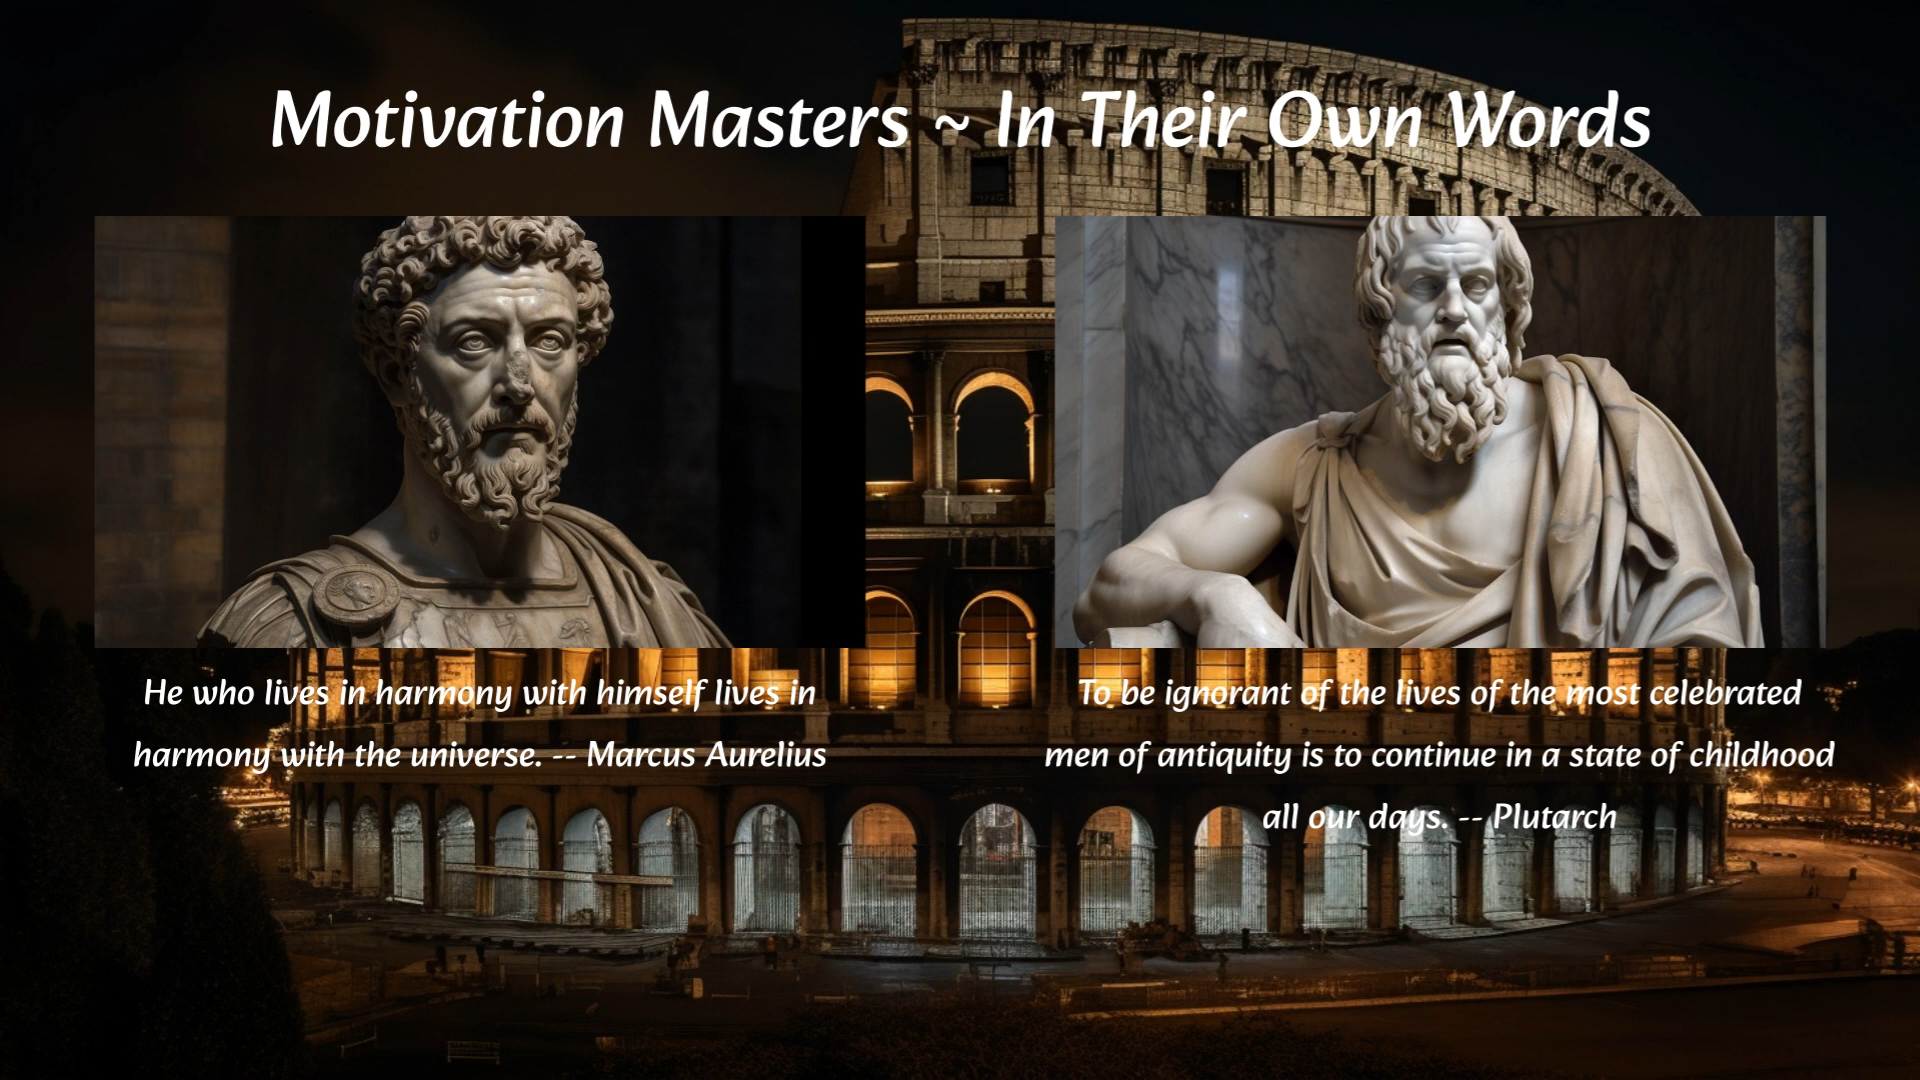 Motivation Masters ~ In Their Own Words
He who lives in harmony with himself lives in
harmony with the universe. -- Marcus Aurelius
To be ignorant of the lives of the most celebrated
men of antiquity is to continue in a state of childhood
all our days. -- Plutarch